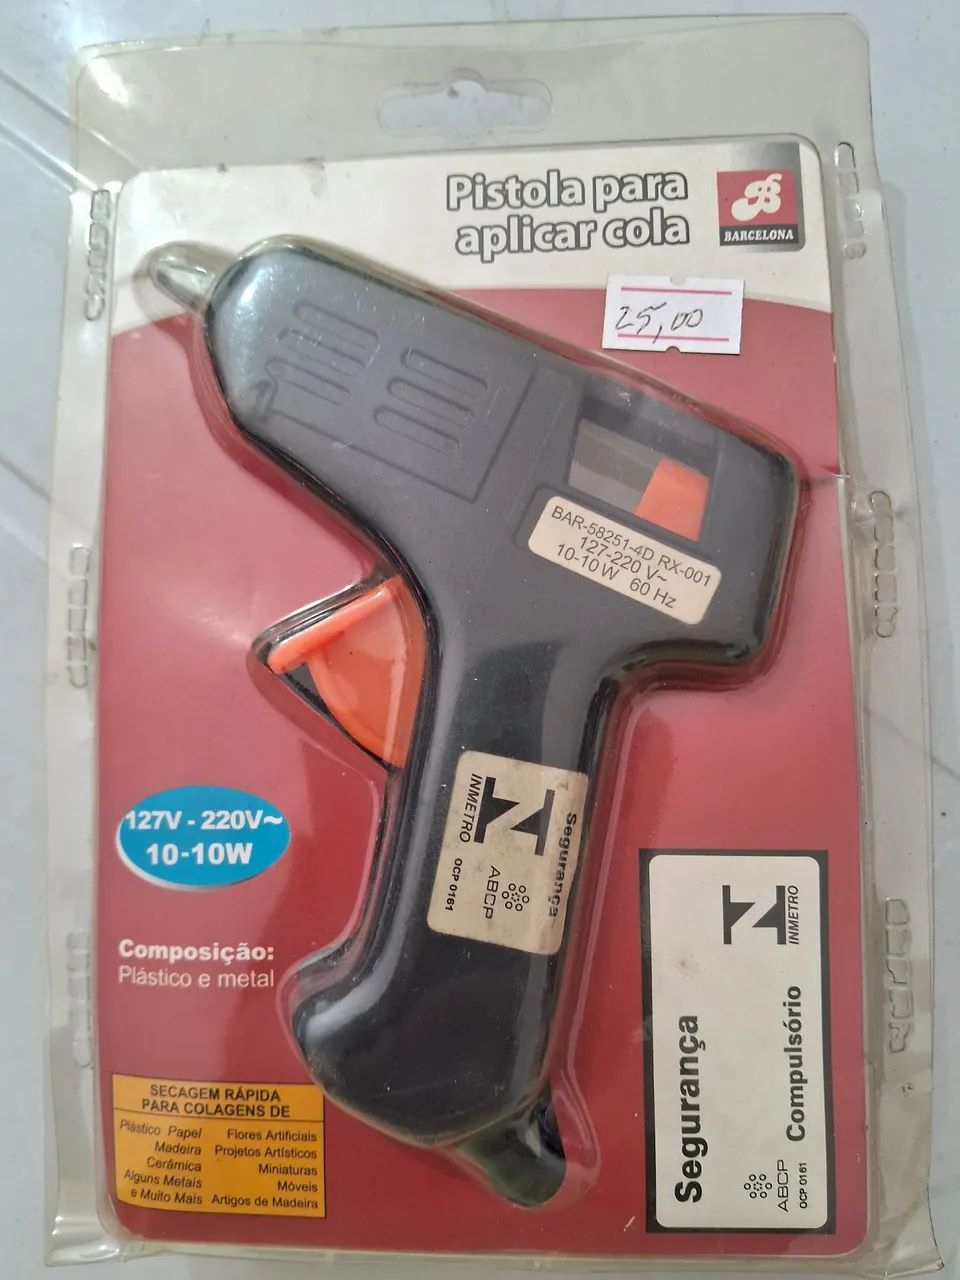 Pistola para
aplicar cola
B
BARCELONA
25,00
BAR-58251-4D RX-001
127-220 V~
10-10W 60 Hz
127V - 220V~
10-10W
Composição:
Plástico e metal
Segurança
INMETRO
ABCP
OCP 0161
SECAGEM RÁPIDA
PARA COLAGENS DE
Plástico Papel
Madeira
Cerâmica
Alguns Metais
e Muito Mais
Flores Artificiais
Projetos Artísticos
Miniaturas
Móveis
Artigos de Madeira
Segurança
Compulsório
INMETRO
ABCP
OCP 0161